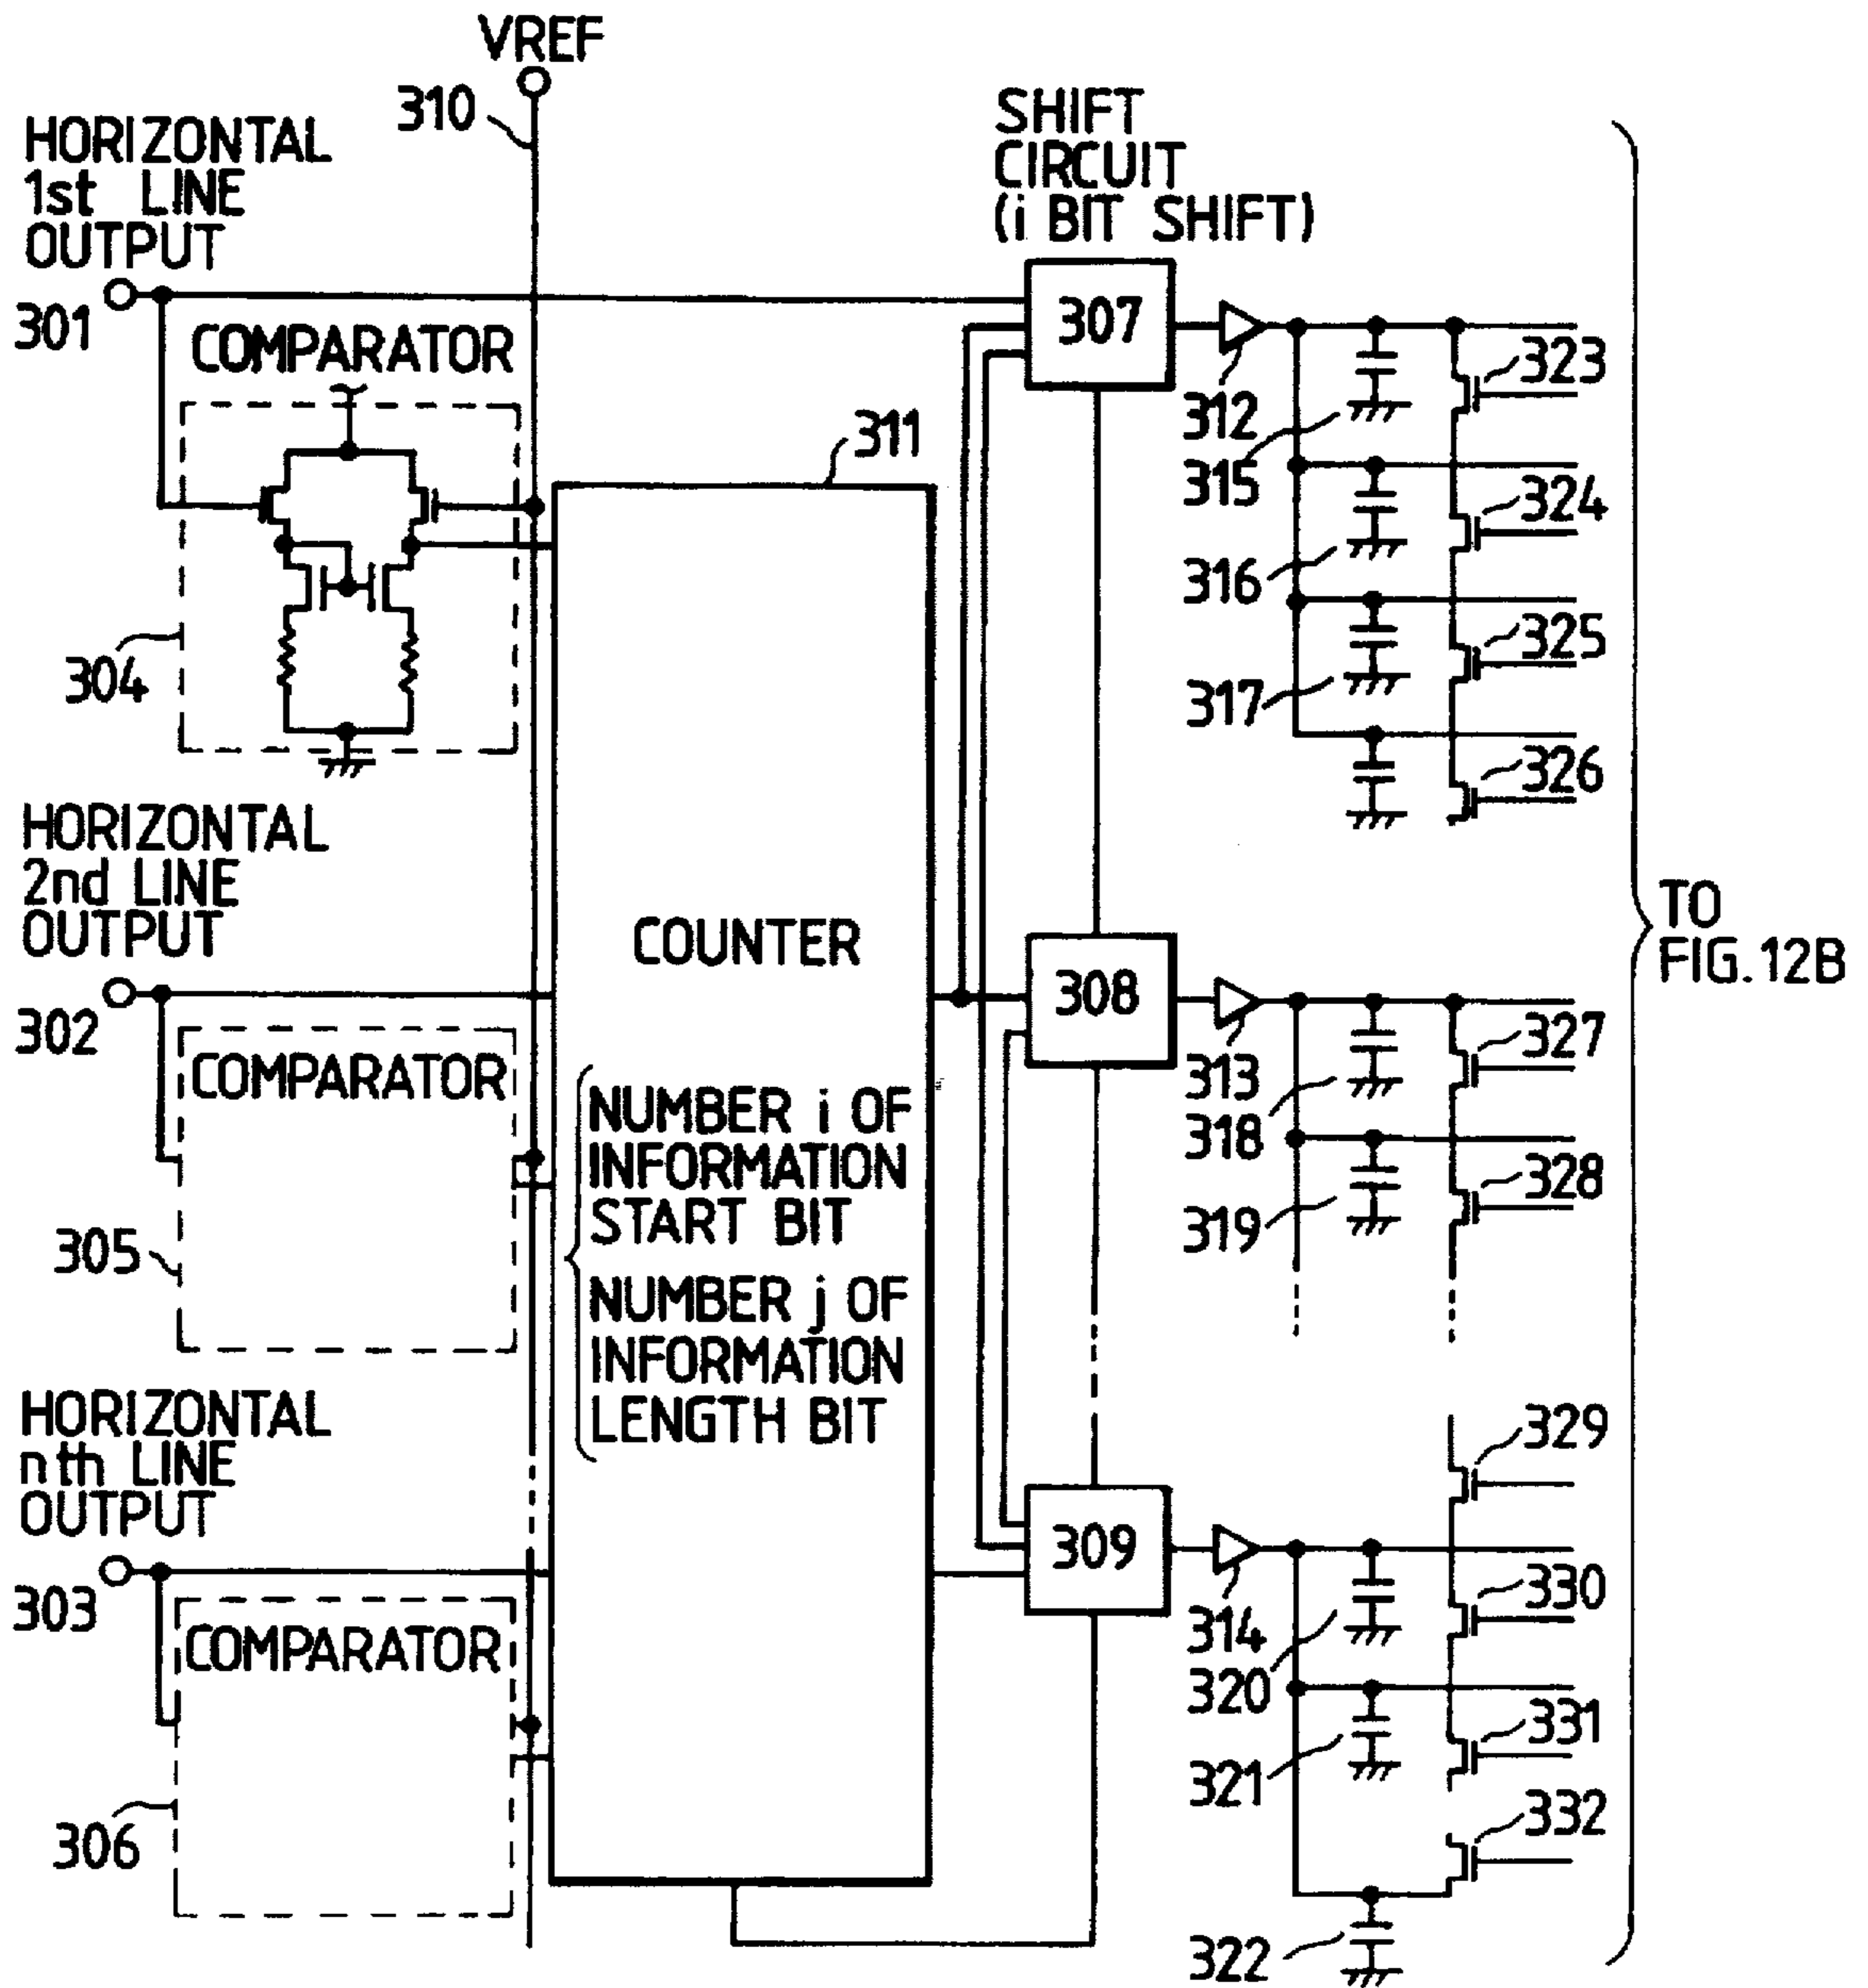 VREF
310
HORIZONTAL
1st LINE
OUTPUT
301
COMPARATOR
304
SHIFT
CIRCUIT
(i BIT SHIFT)
307
311
312
315
316
317
323
324
325
326
HORIZONTAL
2nd LINE
OUTPUT
302
COMPARATOR
305
COUNTER
NUMBER i OF
INFORMATION
START BIT
NUMBER j OF
INFORMATION
LENGTH BIT
308
313
318
319
327
328
TO
FIG.12B
HORIZONTAL
nth LINE
OUTPUT
303
COMPARATOR
306
309
314
320
321
322
329
330
331
332